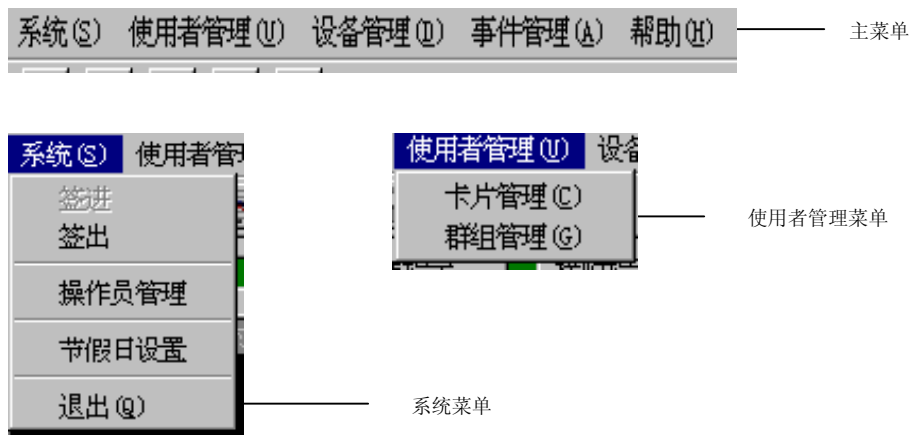 系统(S) 使用者管理(U) 设备管理(D) 事件管理(A) 帮助(H) 主菜单
系统(S) 使用者管
签进
签出
操作员管理
节假日设置
退出(Q)
系统菜单
使用者管理(U) 设备
卡片管理(C)
群组管理(G)
使用者管理菜单